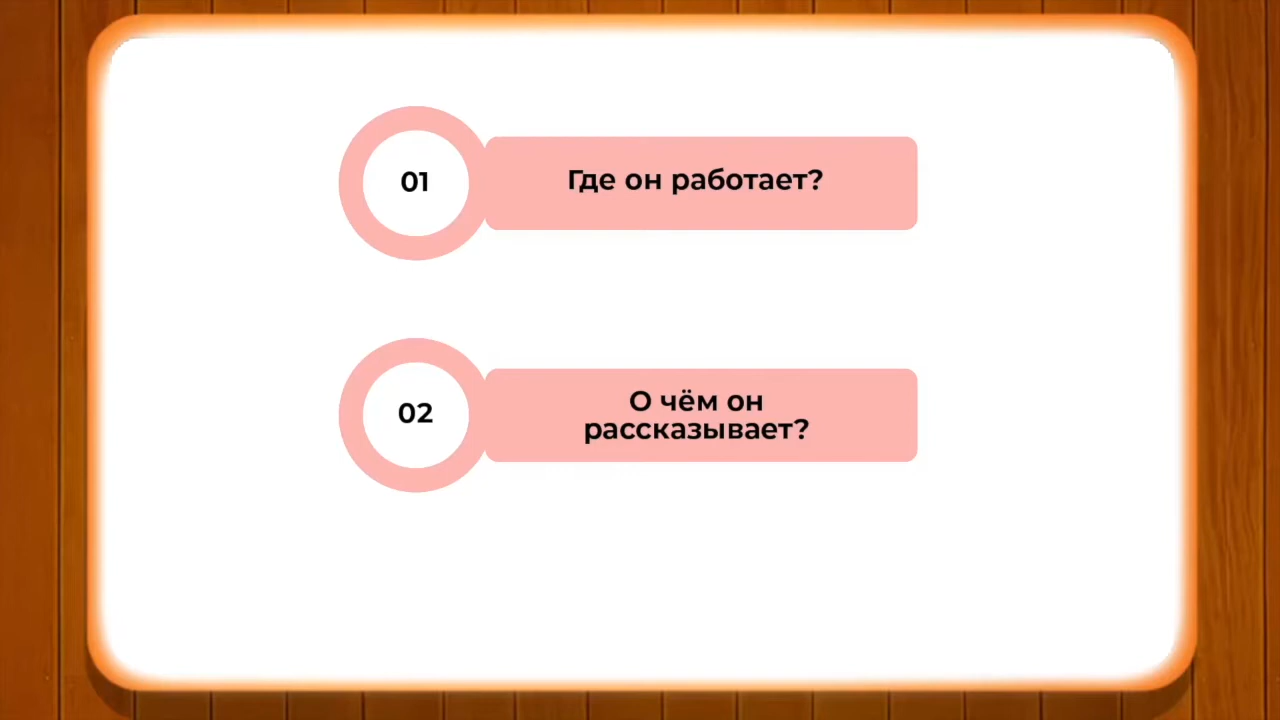 01
Где он работает?
02
О чём он
рассказывает?